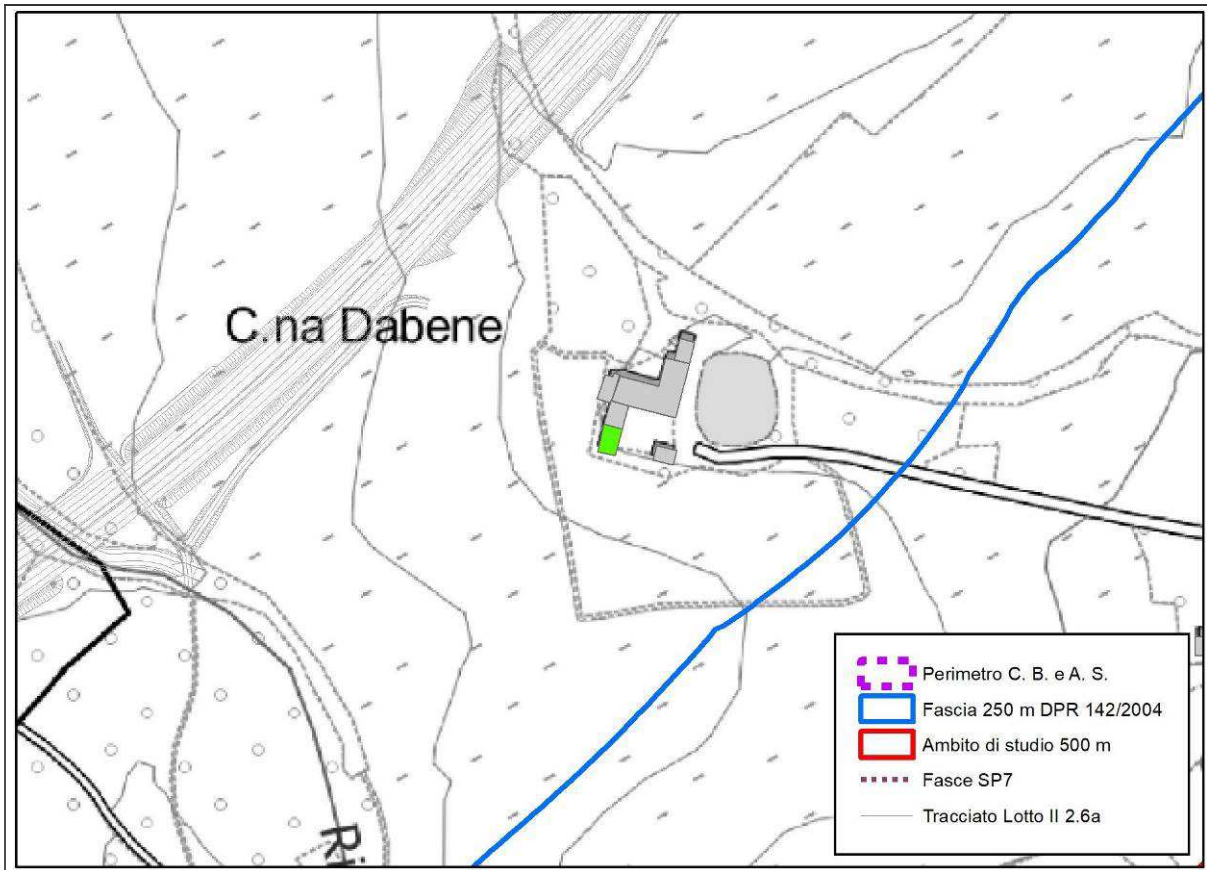 C.na Dabene
Perimetro C. B. e A. S.
Fascia 250 m DPR 142/2004
Ambito di studio 500 m
Fasce SP7
Tracciato Lotto II 2.6a